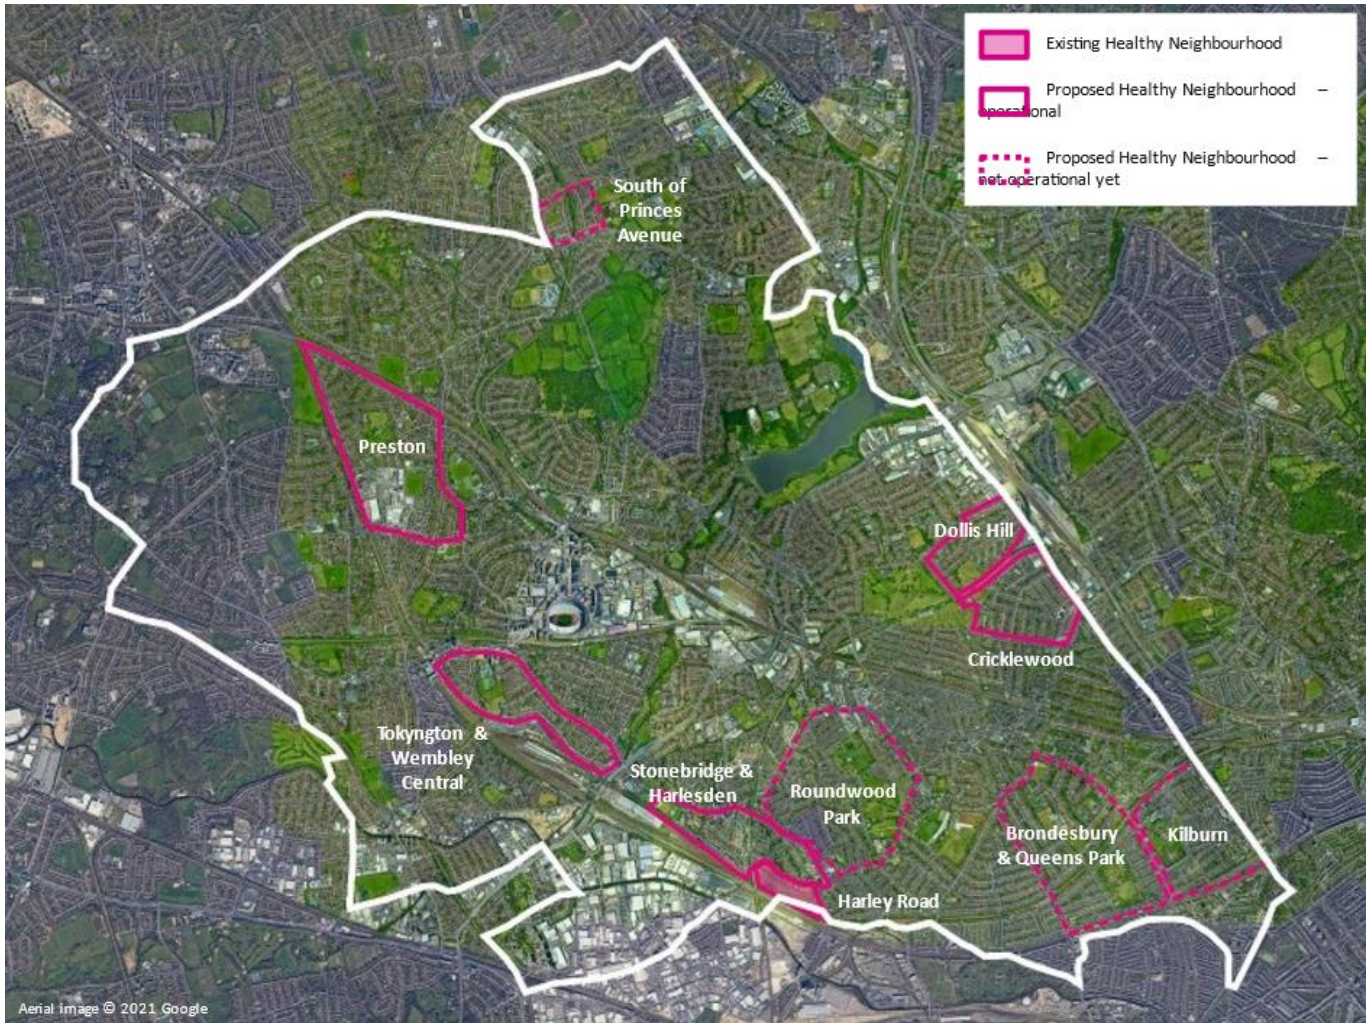 Existing Healthy Neighbourhood
Proposed Healthy Neighbourhood –
operational
Proposed Healthy Neighbourhood –
not operational yet
South of
Princes
Avenue
Preston
Dollis Hill
Cricklewood
Tokyngton &
Wembley
Central
Stonebridge &
Harlesden
Roundwood
Park
Brondesbury
& Queens Park
Kilburn
Harley Road
Aerial image © 2021 Google